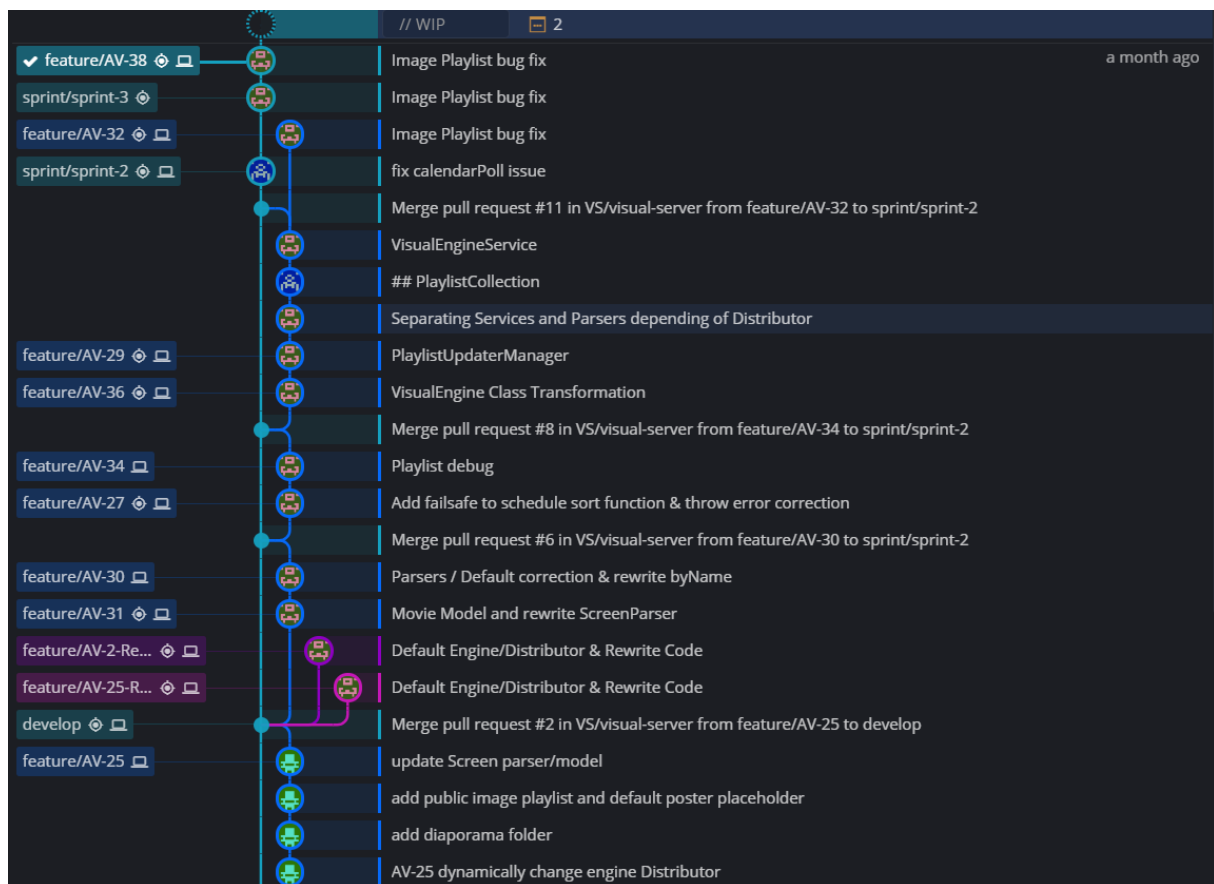 // WIP 2
feature/AV-38 Image Playlist bug fix a month ago
sprint/sprint-3 Image Playlist bug fix
feature/AV-32 Image Playlist bug fix
sprint/sprint-2 fix calendarPoll issue
Merge pull request #11 in VS/visual-server from feature/AV-32 to sprint/sprint-2
VisualEngineService
## PlaylistCollection
Separating Services and Parsers depending of Distributor
feature/AV-29 PlaylistUpdaterManager
feature/AV-36 VisualEngine Class Transformation
Merge pull request #8 in VS/visual-server from feature/AV-34 to sprint/sprint-2
feature/AV-34 Playlist debug
feature/AV-27 Add failsafe to schedule sort function & throw error correction
Merge pull request #6 in VS/visual-server from feature/AV-30 to sprint/sprint-2
feature/AV-30 Parsers / Default correction & rewrite byName
feature/AV-31 Movie Model and rewrite ScreenParser
feature/AV-2-Re... Default Engine/Distributor & Rewrite Code
feature/AV-25-R... Default Engine/Distributor & Rewrite Code
develop Merge pull request #2 in VS/visual-server from feature/AV-25 to develop
feature/AV-25 update Screen parser/model
add public image playlist and default poster placeholder
add diaporama folder
AV-25 dynamically change engine Distributor